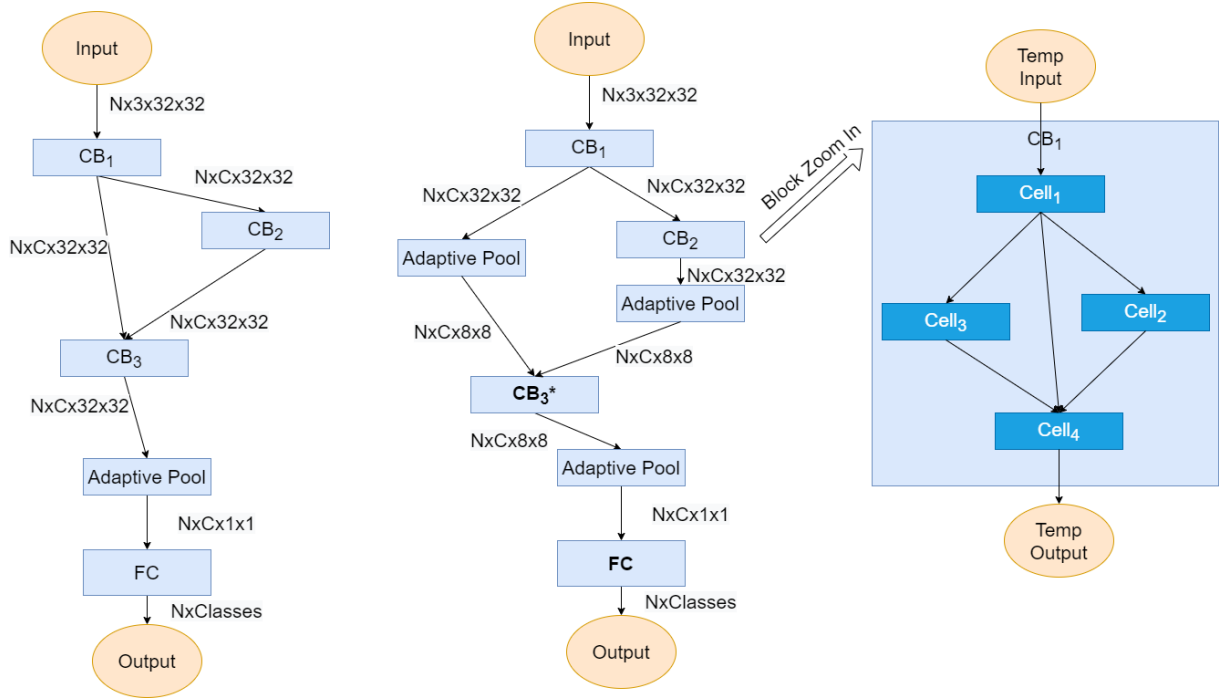 Input
Nx3x32x32
CB1
NxCx32x32
CB2
NxCx32x32
NxCx32x32
CB3
NxCx32x32
Adaptive Pool
NxCx1x1
FC
NxClasses
Output
Input
Nx3x32x32
CB1
NxCx32x32
NxCx32x32
CB2
Adaptive Pool
NxCx32x32
Adaptive Pool
NxCx8x8
NxCx8x8
CB3*
NxCx8x8
Adaptive Pool
NxCx1x1
FC
NxClasses
Output
Block Zoom In
Temp
Input
CB1
Cell1
Cell3
Cell2
Cell4
Temp
Output